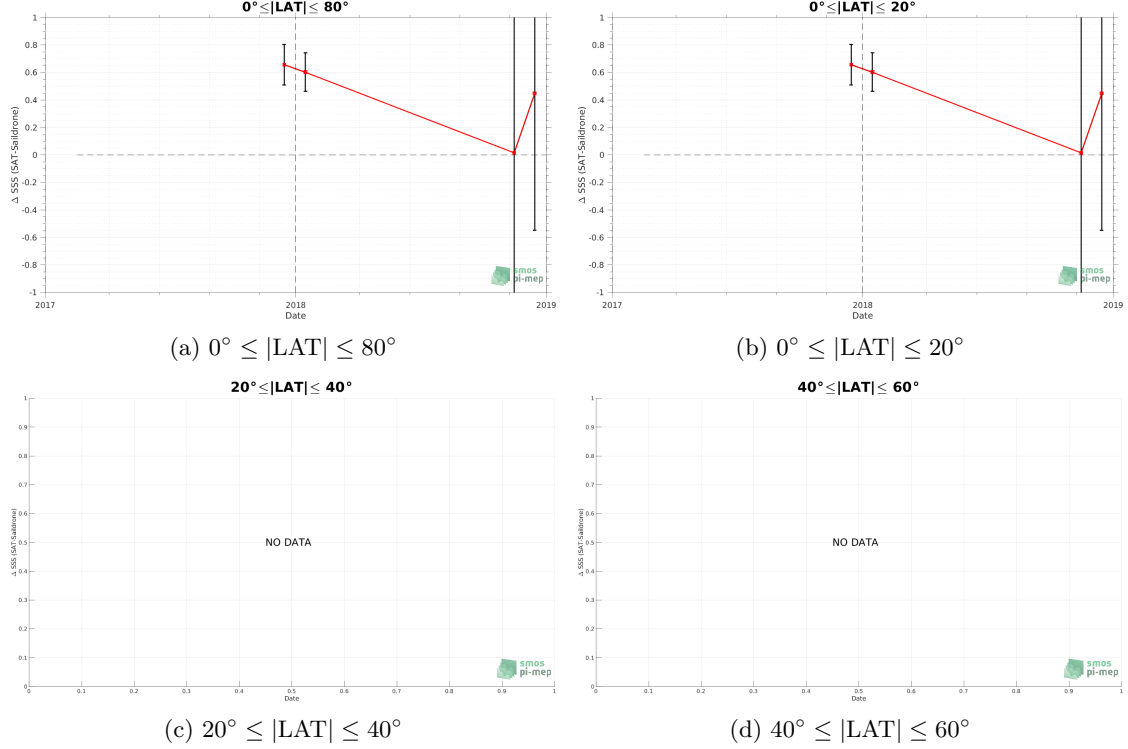 0°≤|LAT|≤ 80°
1
0.8
0.6
0.4
0.2
0
-0.2
-0.4
-0.6
-0.8
-1
Δ SSS (SAT-Saildrone)
2017
2018
2019
Date
smos
pi-mep
(a) 0° ≤ |LAT| ≤ 80°
0°≤|LAT|≤ 20°
1
0.8
0.6
0.4
0.2
0
-0.2
-0.4
-0.6
-0.8
-1
Δ SSS (SAT-Saildrone)
2017
2018
2019
Date
smos
pi-mep
(b) 0° ≤ |LAT| ≤ 20°
20°≤|LAT|≤ 40°
1
0.9
0.8
0.7
0.6
0.5
0.4
0.3
0.2
0.1
0
Δ SSS (SAT-Saildrone)
NO DATA
0 0.1 0.2 0.3 0.4 0.5 0.6 0.7 0.8 0.9 1
Date
smos
pi-mep
(c) 20° ≤ |LAT| ≤ 40°
40°≤|LAT|≤ 60°
1
0.9
0.8
0.7
0.6
0.5
0.4
0.3
0.2
0.1
0
Δ SSS (SAT-Saildrone)
NO DATA
0 0.1 0.2 0.3 0.4 0.5 0.6 0.7 0.8 0.9 1
Date
smos
pi-mep
(d) 40° ≤ |LAT| ≤ 60°